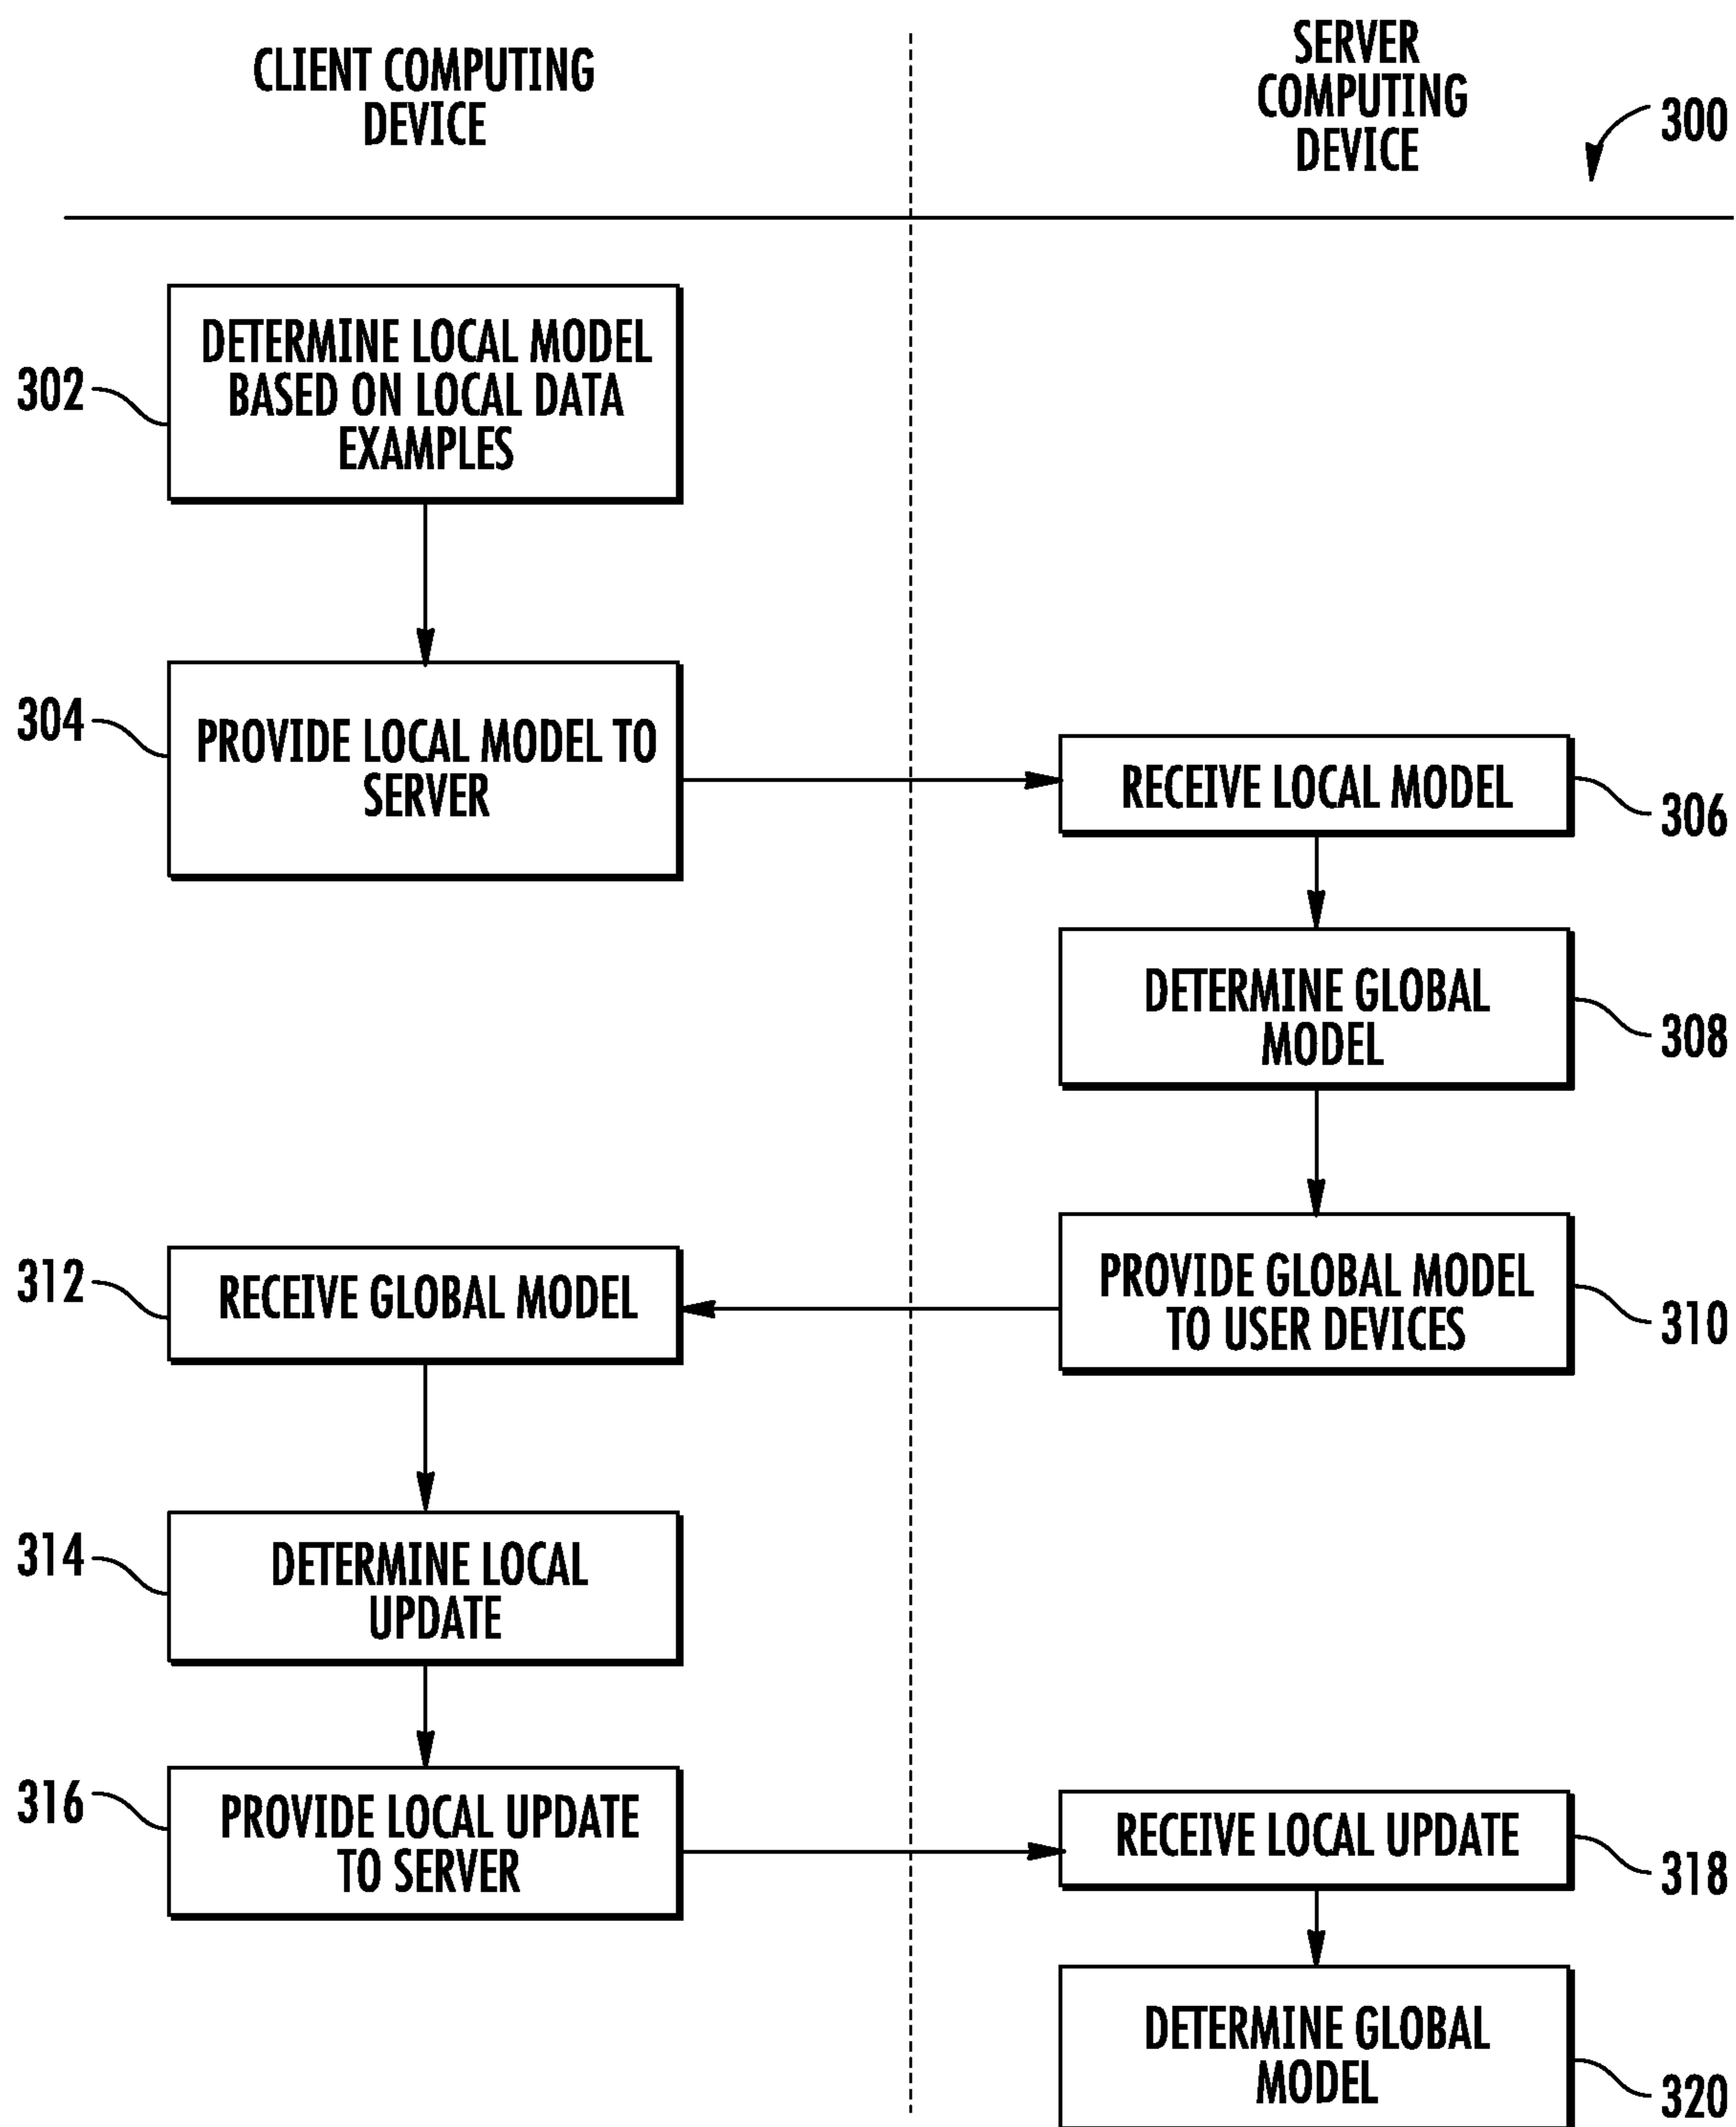 CLIENT COMPUTING
DEVICE
SERVER
COMPUTING
DEVICE
300
302
DETERMINE LOCAL MODEL
BASED ON LOCAL DATA
EXAMPLES
304
PROVIDE LOCAL MODEL TO
SERVER
RECEIVE LOCAL MODEL
306
DETERMINE GLOBAL
MODEL
308
PROVIDE GLOBAL MODEL
TO USER DEVICES
310
312
RECEIVE GLOBAL MODEL
314
DETERMINE LOCAL
UPDATE
316
PROVIDE LOCAL UPDATE
TO SERVER
RECEIVE LOCAL UPDATE
318
DETERMINE GLOBAL
MODEL
320